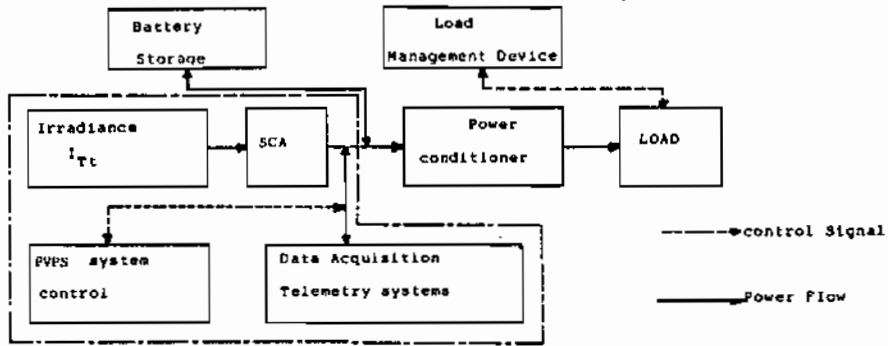 Battery
Storage
Load
Management Device
Irradiance
I_Tt
SCA
Power
conditioner
LOAD
PVPS system
control
Data Acquisition
Telemetry systems
control Signal
Power Flow